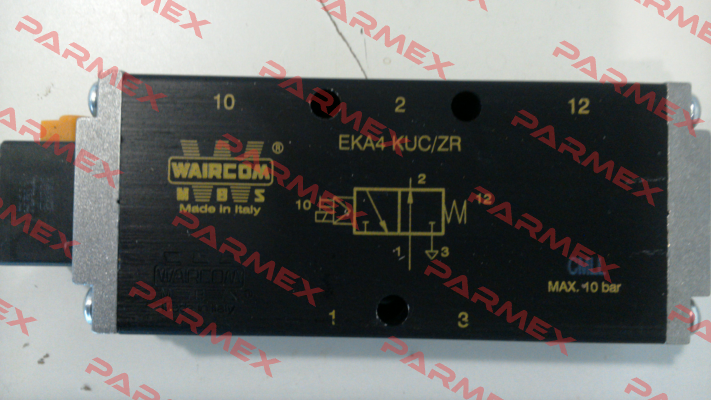 10 2 12
EKA4 KUC/ZR
WAIRCOM ®
M B S
Made in Italy
2
10 12
1 3
MAX. 10 bar
1 3
PARMEX